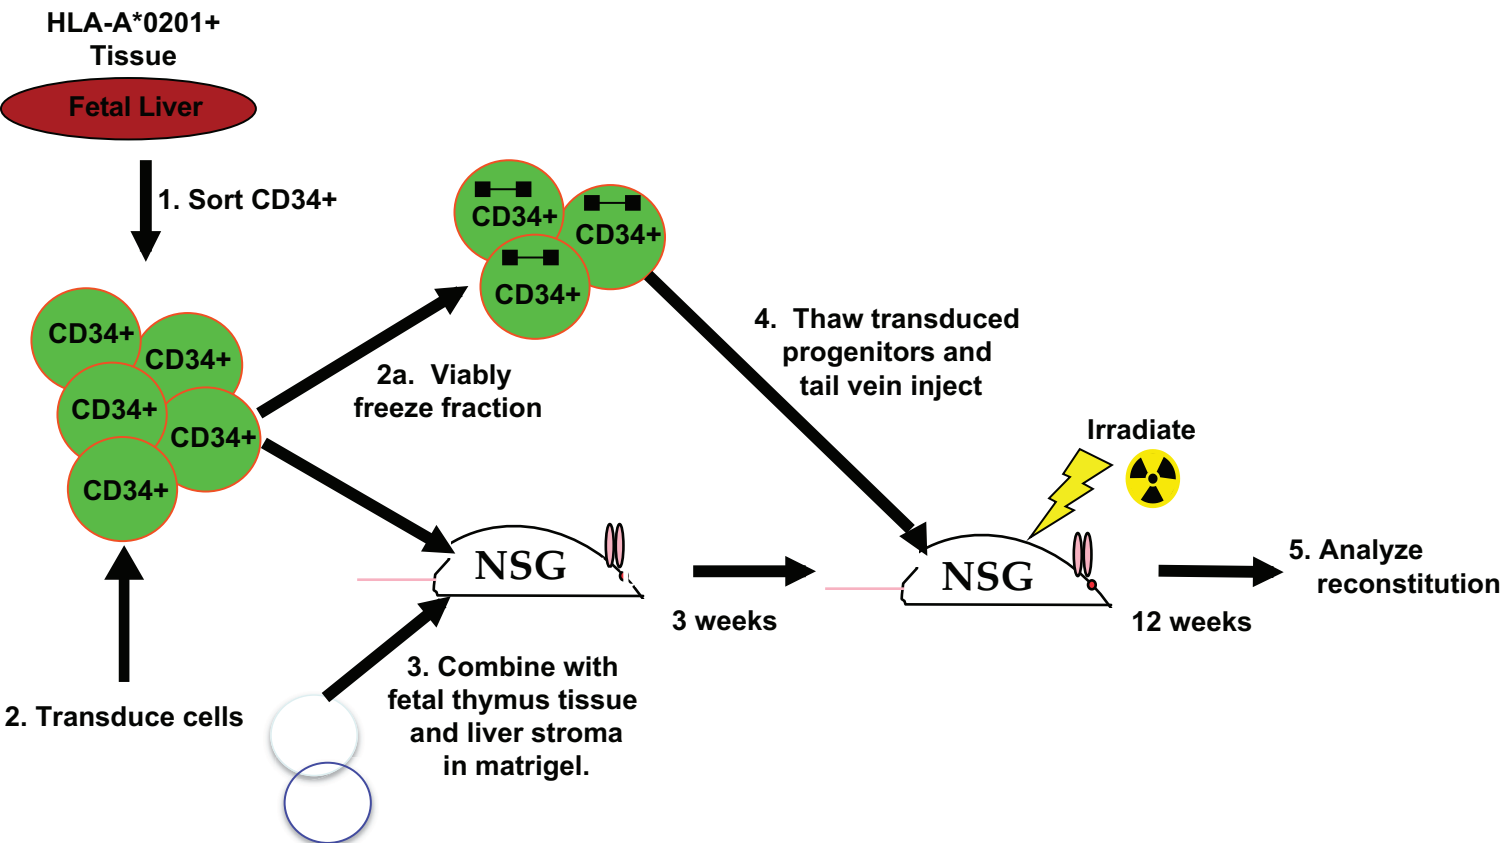 HLA-A*0201+
Tissue
Fetal Liver
1. Sort CD34+
CD34+
CD34+
CD34+
CD34+
CD34+
CD34+
CD34+
CD34+
2a. Viably
freeze fraction
4. Thaw transduced
progenitors and
tail vein inject
Irradiate
NSG
3 weeks
NSG
12 weeks
5. Analyze
reconstitution
2. Transduce cells
3. Combine with
fetal thymus tissue
and liver stroma
in matrigel.